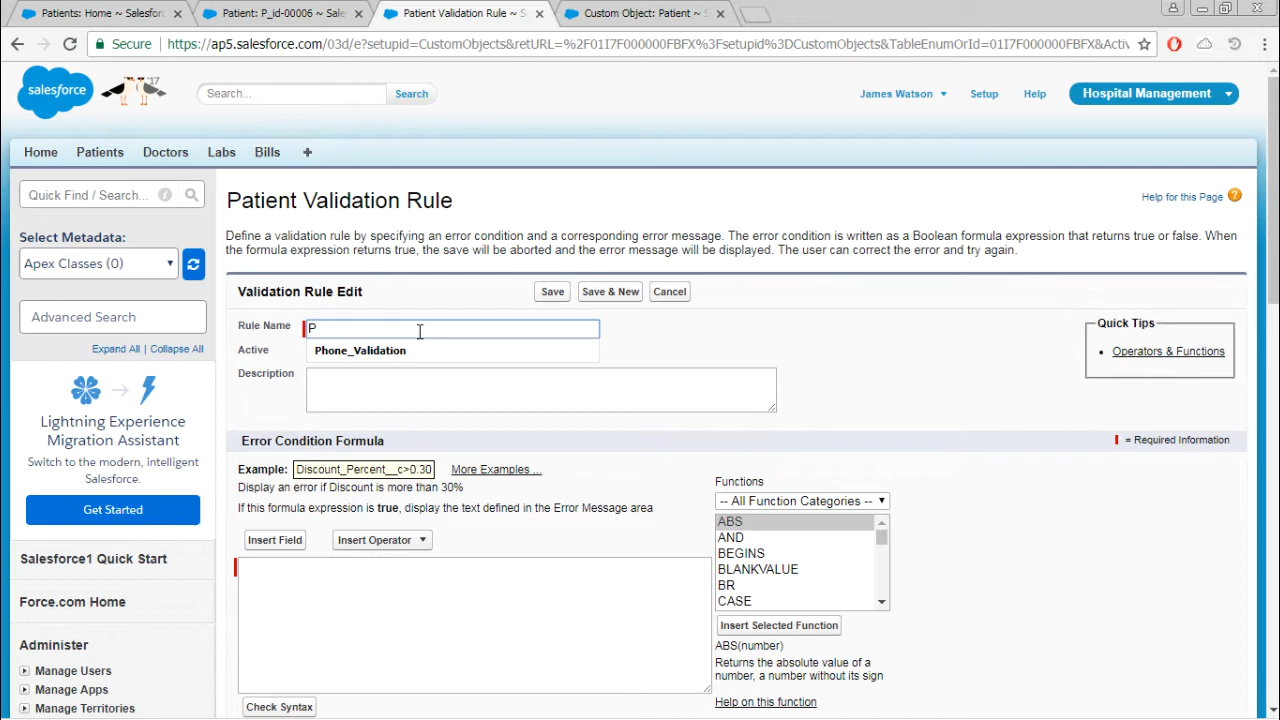 Patients: Home ~ Salesforc
Patient: P_id-00006 ~ Sale
Patient Validation Rule ~ S
Custom Object: Patient ~ S
Secure
https://ap5.salesforce.com/03d/e?setupid=CustomObjects&retURL=%2F01I7F000000FBFX%3Fsetupid%3DCustomObjects&TableEnumOrId=01I7F000000FBFX&Activ
salesforce
'17
Search...
Search
James Watson
Setup
Help
Hospital Management
Home
Patients
Doctors
Labs
Bills
+
Quick Find / Search...
Select Metadata:
Apex Classes (0)
Advanced Search
Expand All | Collapse All
Lightning Experience
Migration Assistant
Switch to the modern, intelligent
Salesforce.
Get Started
Salesforce1 Quick Start
Force.com Home
Administer
Manage Users
Manage Apps
Manage Territories
Patient Validation Rule
Help for this Page
Define a validation rule by specifying an error condition and a corresponding error message. The error condition is written as a Boolean formula expression that returns true or false. When
the formula expression returns true, the save will be aborted and the error message will be displayed. The user can correct the error and try again.
Validation Rule Edit
Save
Save & New
Cancel
Rule Name
P
Active
Phone_Validation
Description
Quick Tips
Operators & Functions
Error Condition Formula
= Required Information
Example:
Discount_Percent__c>0.30
More Examples ...
Display an error if Discount is more than 30%
If this formula expression is true, display the text defined in the Error Message area
Insert Field
Insert Operator
Functions
-- All Function Categories --
ABS
AND
BEGINS
BLANKVALUE
BR
CASE
Insert Selected Function
ABS(number)
Returns the absolute value of a
number, a number without its sign
Help on this function
Check Syntax